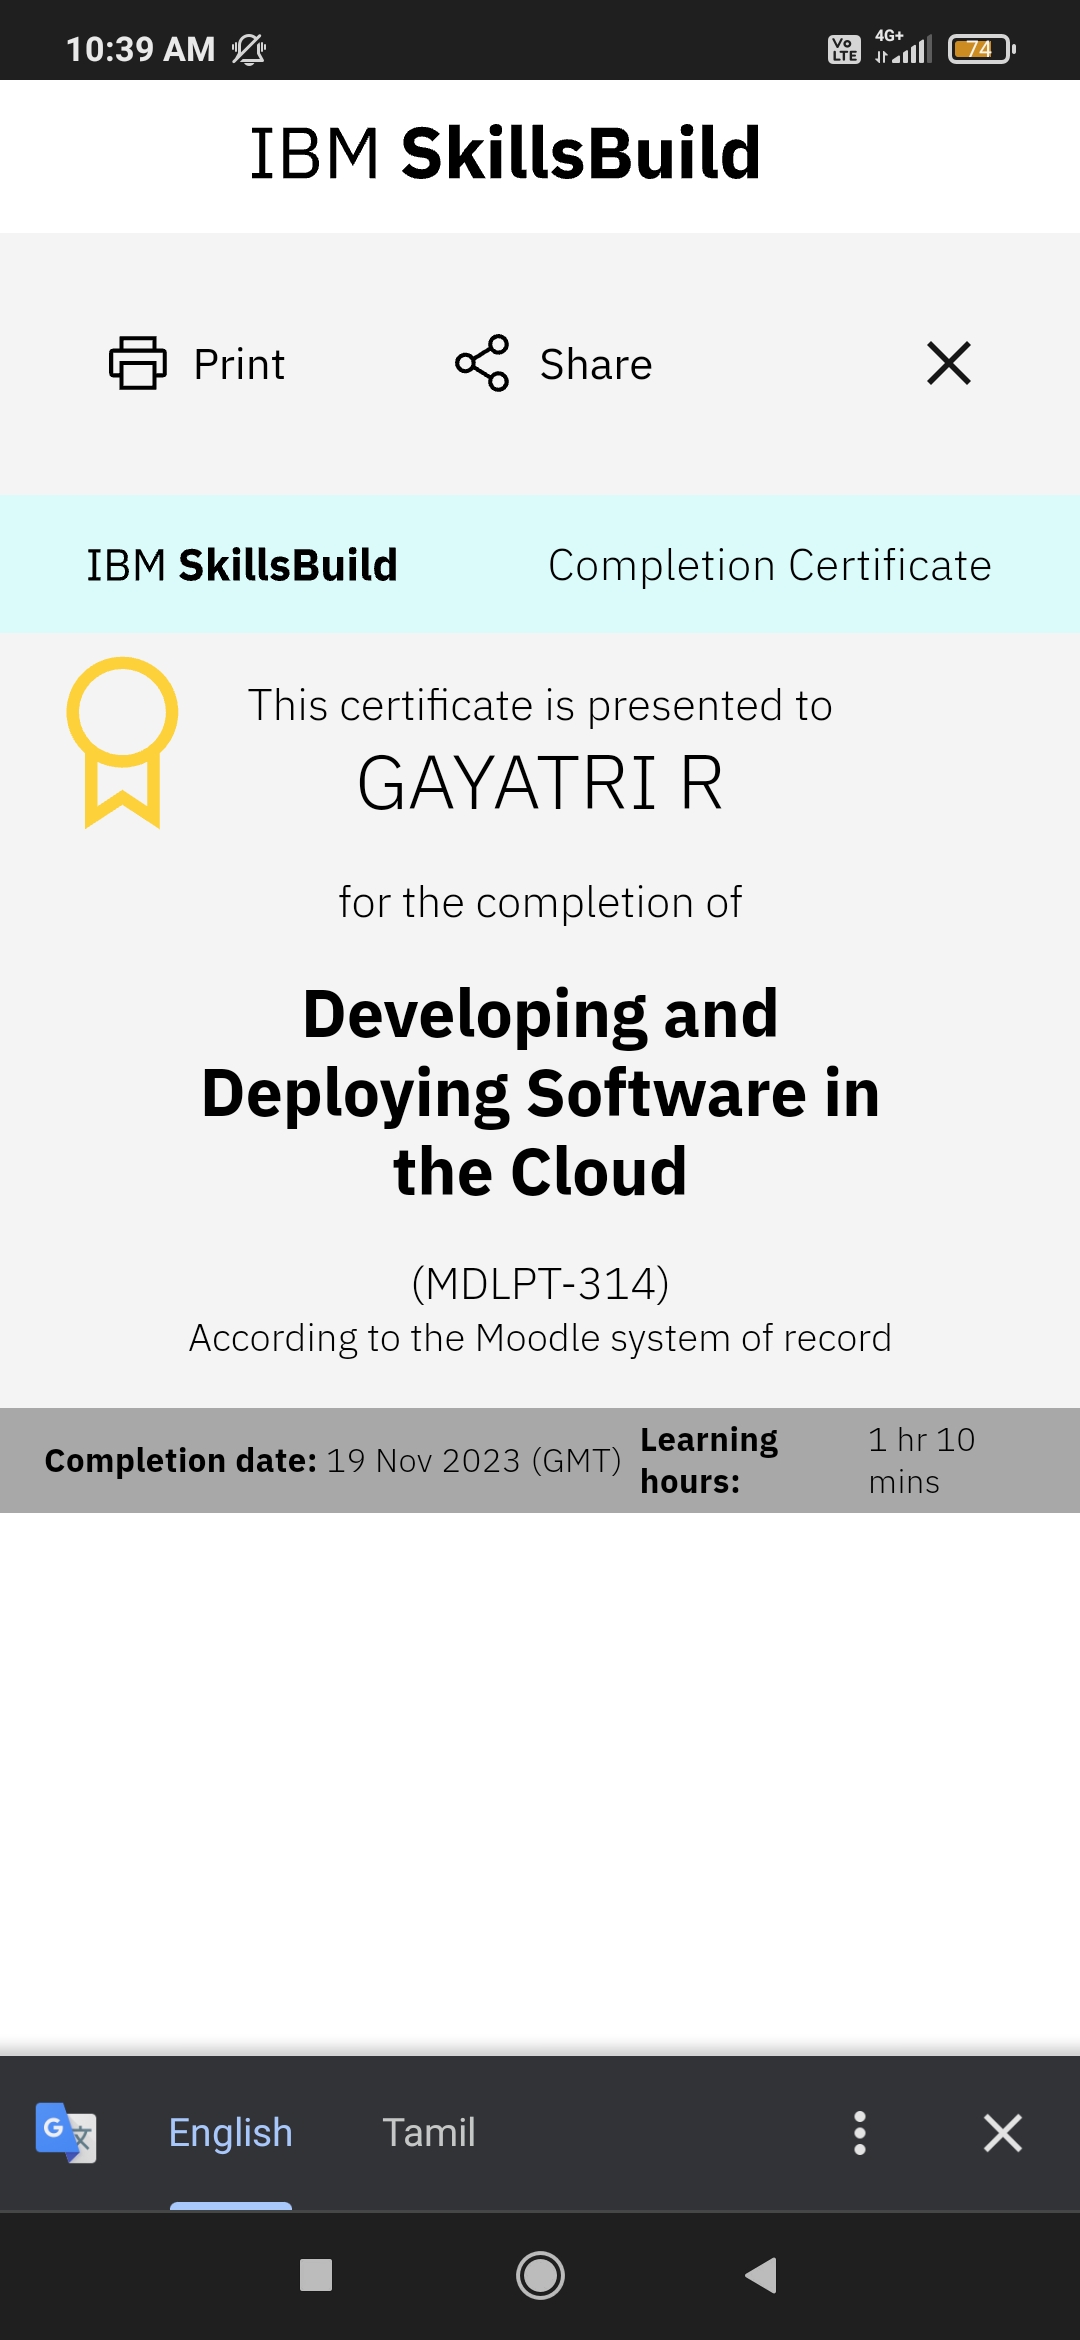 10:39 AM
Vo LTE
4G+
74
IBM SkillsBuild
Print
Share
IBM SkillsBuild
Completion Certificate
This certificate is presented to
GAYATRI R
for the completion of
Developing and
Deploying Software in
the Cloud
(MDLPT-314)
According to the Moodle system of record
Completion date: 19 Nov 2023 (GMT)
Learning
hours:
1 hr 10
mins
G 文
English
Tamil